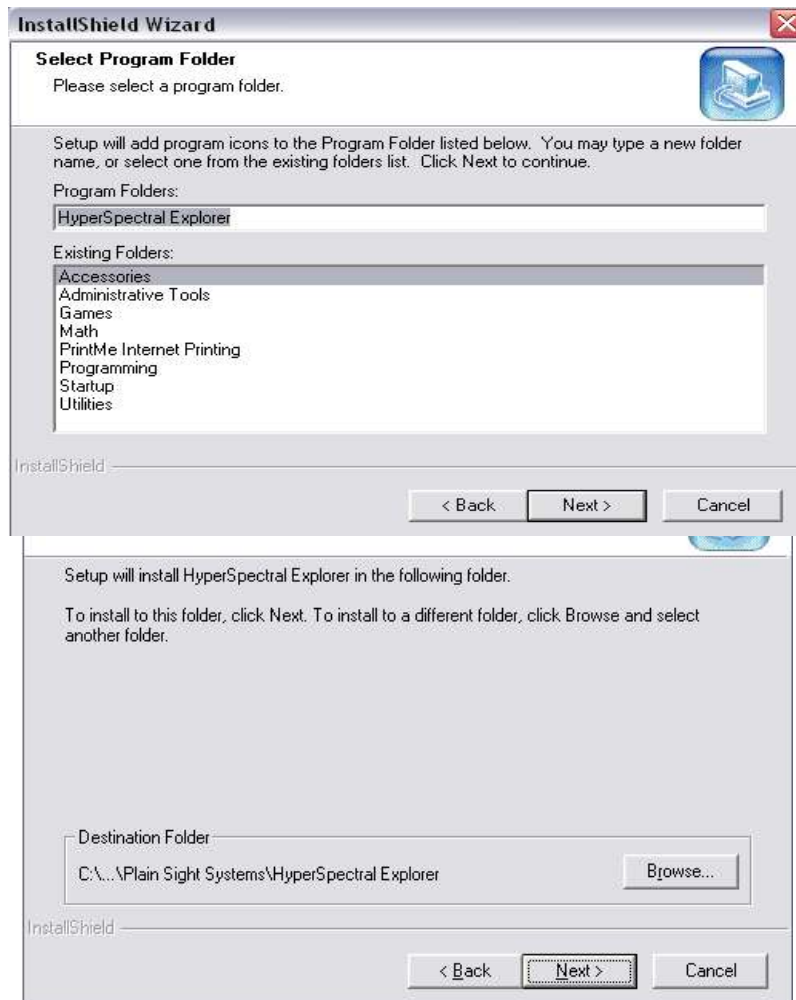 InstallShield Wizard
Select Program Folder
Please select a program folder.
Setup will add program icons to the Program Folder listed below. You may type a new folder
name, or select one from the existing folders list. Click Next to continue.
Program Folders:
HyperSpectral Explorer
Existing Folders:
Accessories
Administrative Tools
Games
Math
PrintMe Internet Printing
Programming
Startup
Utilities
InstallShield
< Back
Next >
Cancel
Setup will install HyperSpectral Explorer in the following folder.
To install to this folder, click Next. To install to a different folder, click Browse and select
another folder.
Destination Folder
C:\...\Plain Sight Systems\HyperSpectral Explorer
Browse...
InstallShield
< Back
Next >
Cancel